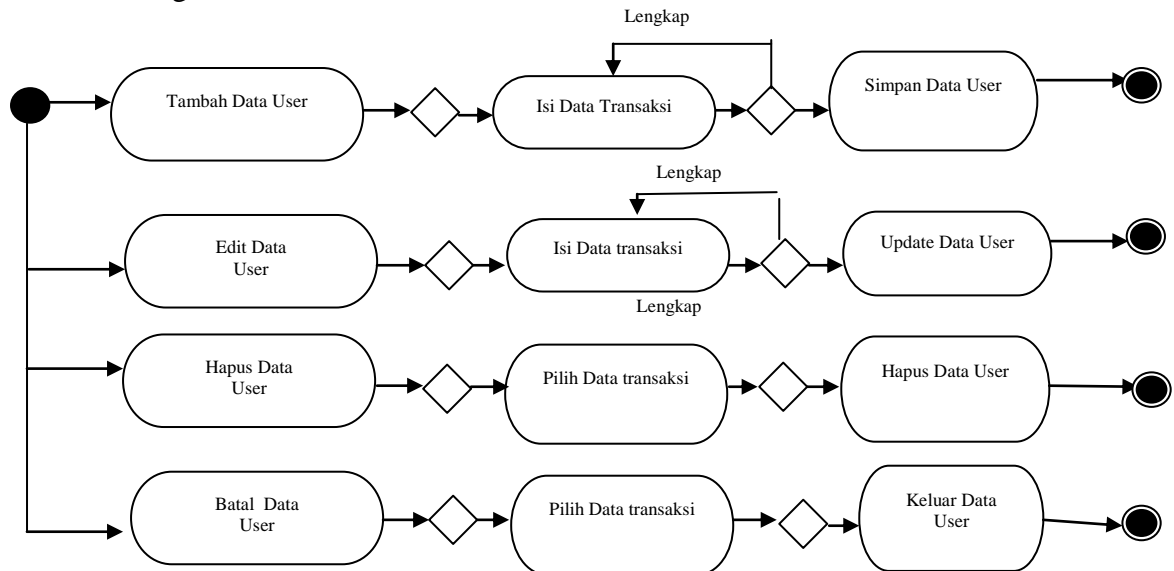 Lengkap
Tambah Data User
Isi Data Transaksi
Simpan Data User
Lengkap
Edit Data
User
Isi Data transaksi
Update Data User
Lengkap
Hapus Data
User
Pilih Data transaksi
Hapus Data User
Batal Data
User
Pilih Data transaksi
Keluar Data
User